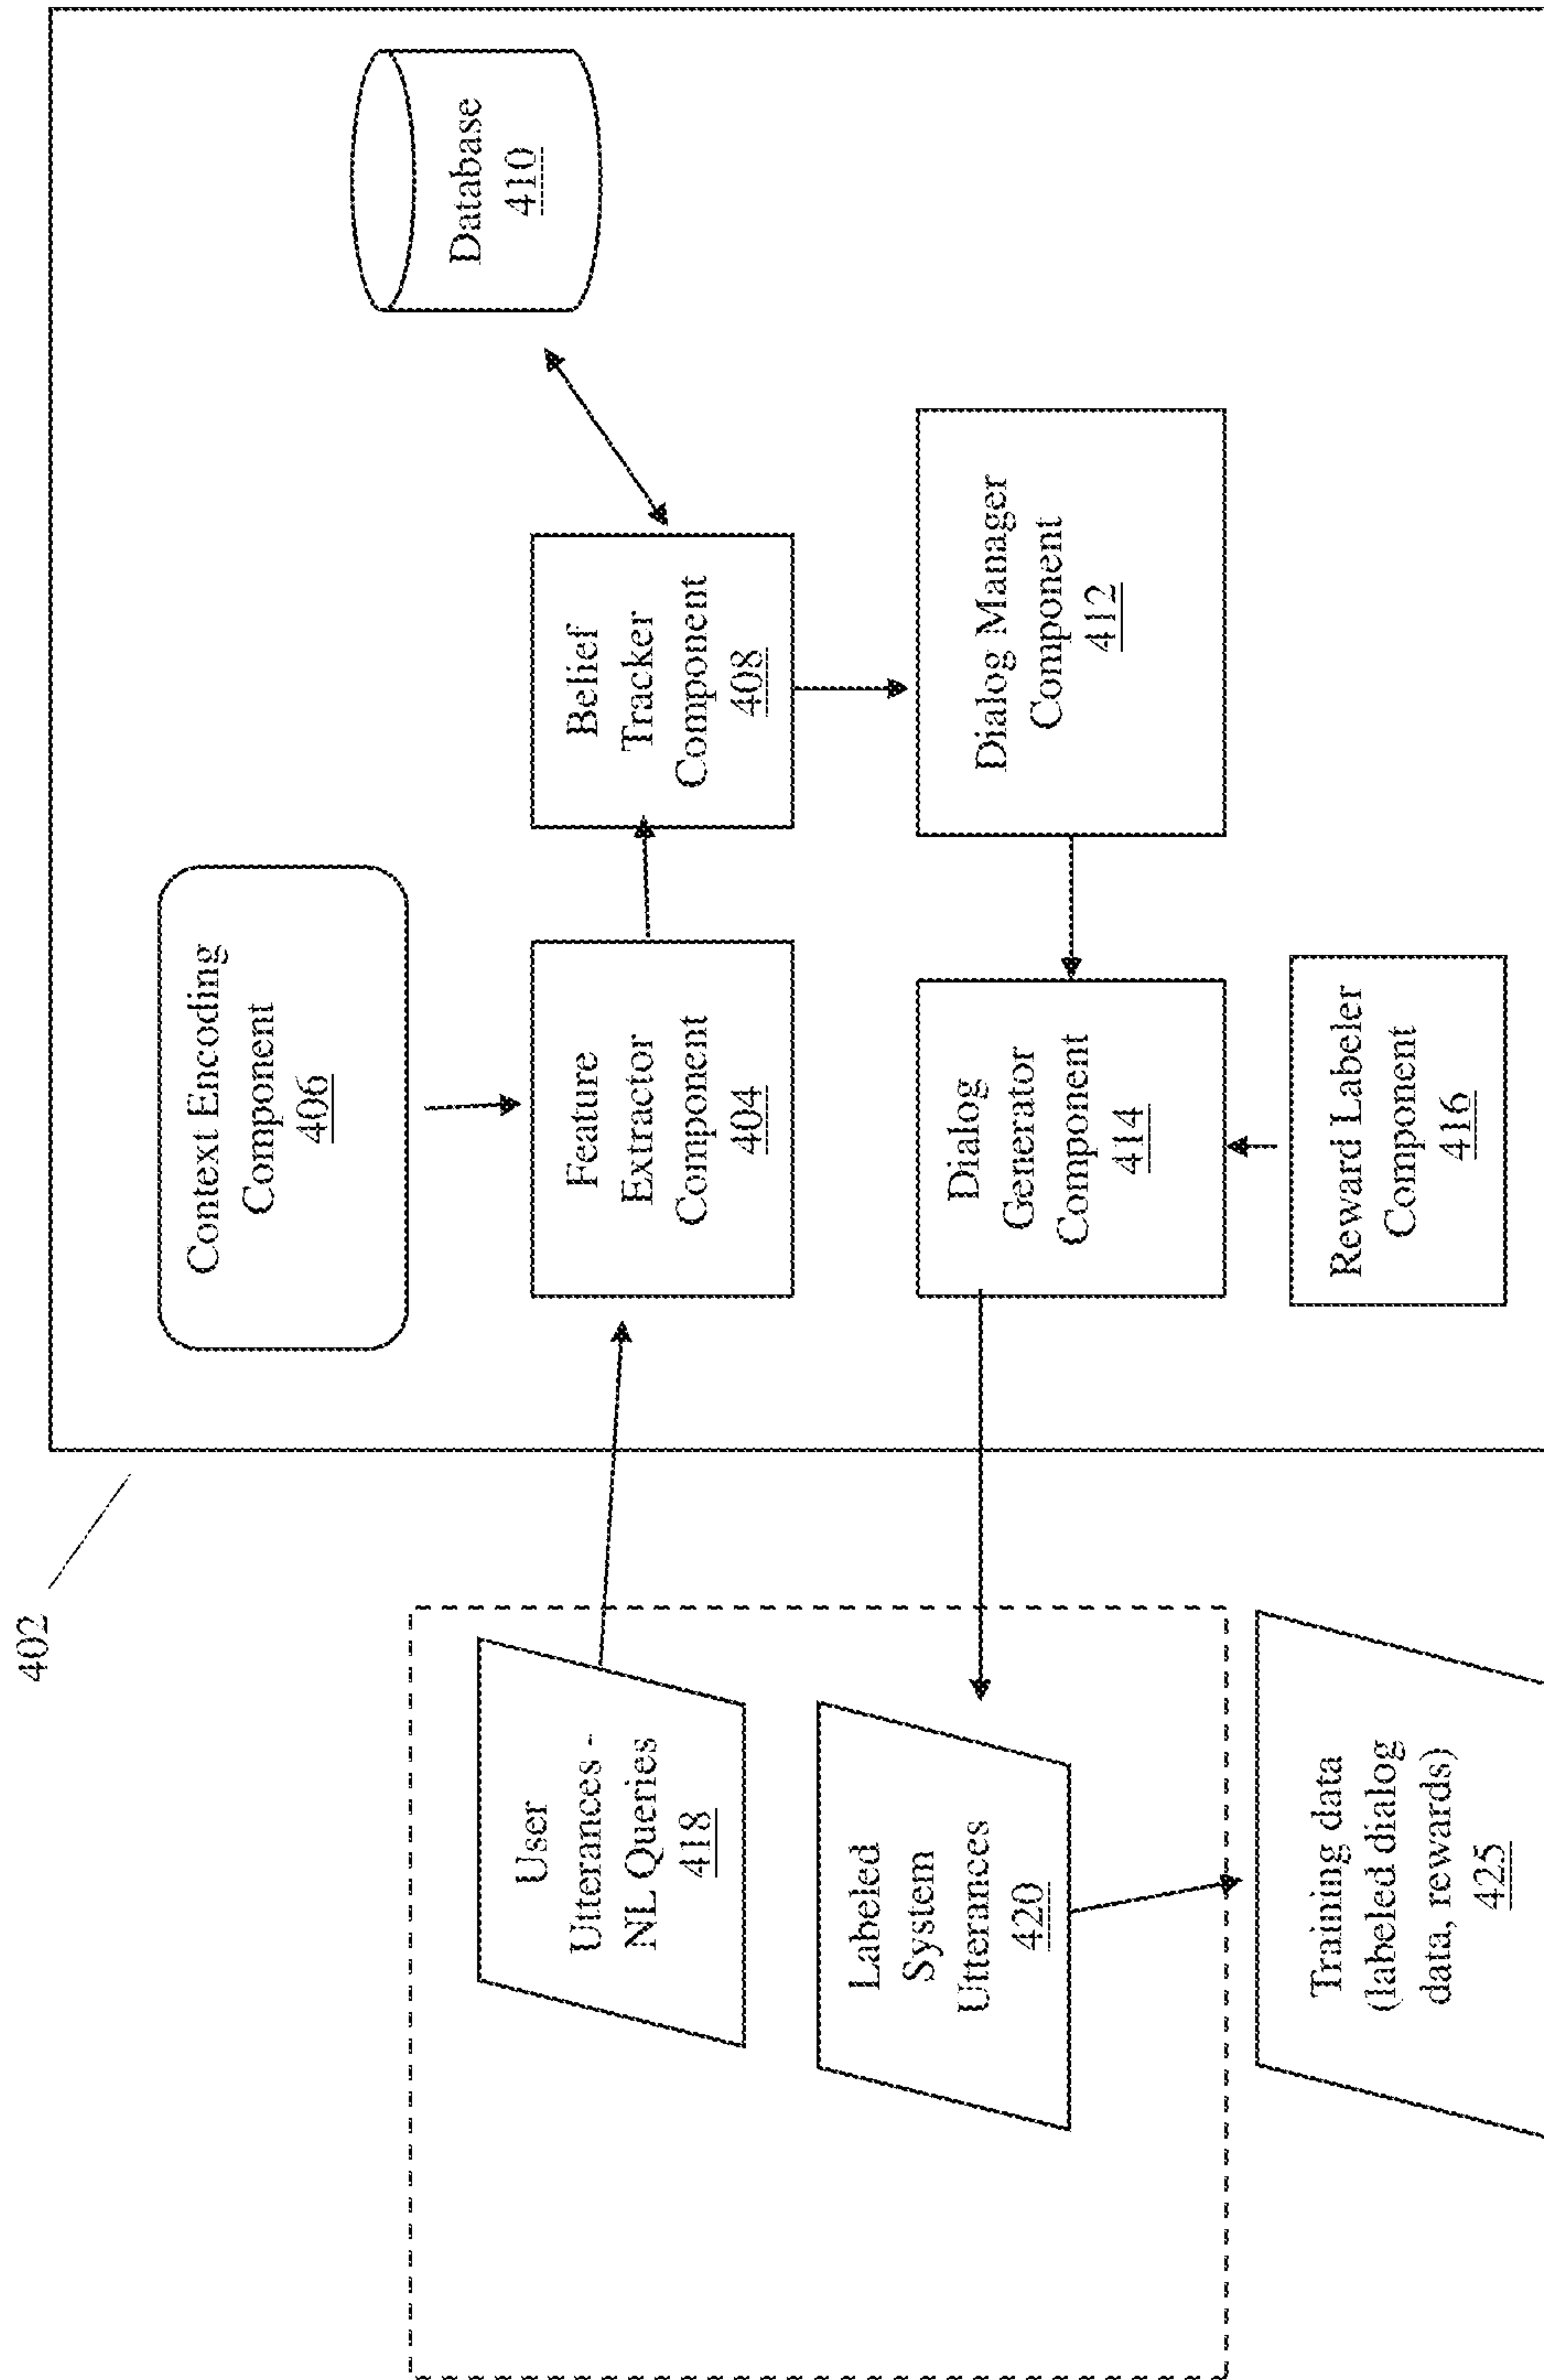 402
Context Encoding
Component
406
Database
410
User
Utterances -
NL Queries
418
Feature
Extractor
Component
404
Belief
Tracker
Component
408
Labeled
System
Utterances
420
Dialog
Generator
Component
414
Dialog Manager
Component
412
Training data
(labeled dialog
data, rewards)
425
Reward Labeler
Component
416